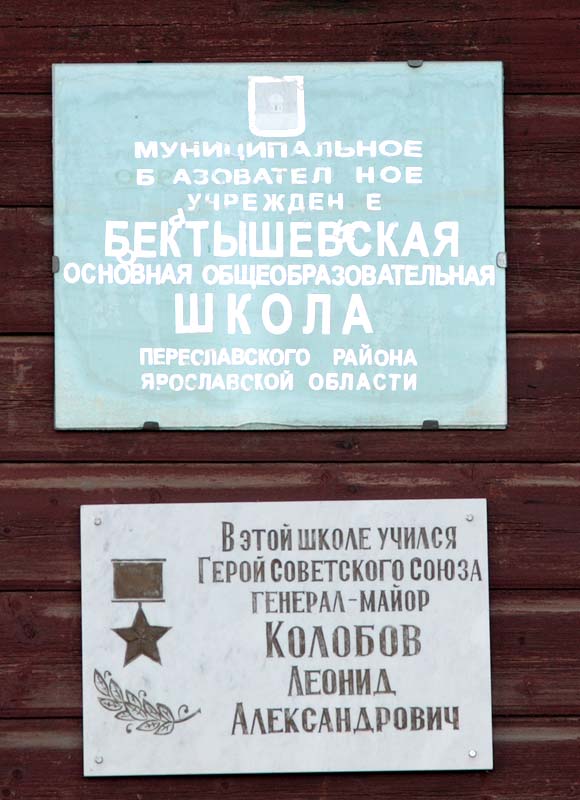 МУНИЦИПАЛЬНОЕ
Б АЗОВАТЕЛ НОЕ
УЧРЕЖДЕН Е
БЕКТЫШЕВСКАЯ
ОСНОВНАЯ ОБЩЕОБРАЗОВАТЕЛЬНАЯ
ШКОЛА
ПЕРЕСЛАВСКОГО РАЙОНА
ЯРОСЛАВСКОЙ ОБЛАСТИ
В ЭТОЙ ШКОЛЕ УЧИЛСЯ
ГЕРОЙ СОВЕТСКОГО СОЮЗА
ГЕНЕРАЛ-МАЙОР
КОЛОБОВ
ЛЕОНИД
АЛЕКСАНДРОВИЧ